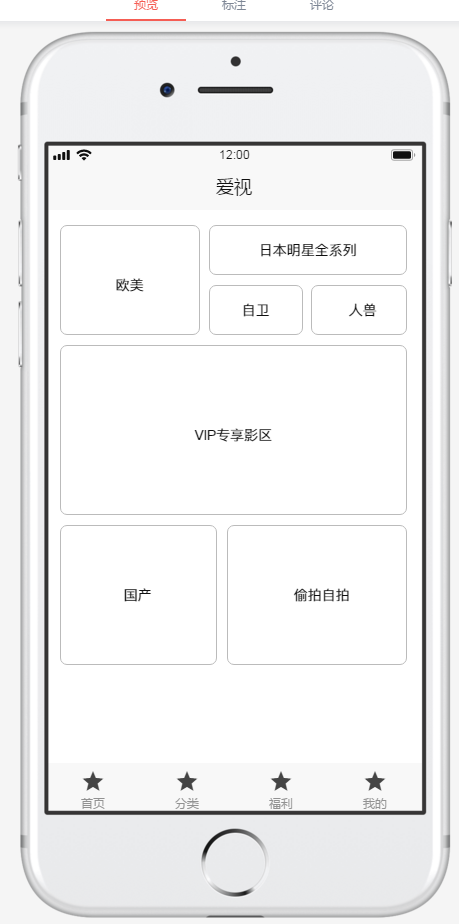 预览 标注 评论
12:00
爱视
欧美
日本明星全系列
自卫
人兽
VIP专享影区
国产
偷拍自拍
首页 分类 福利 我的